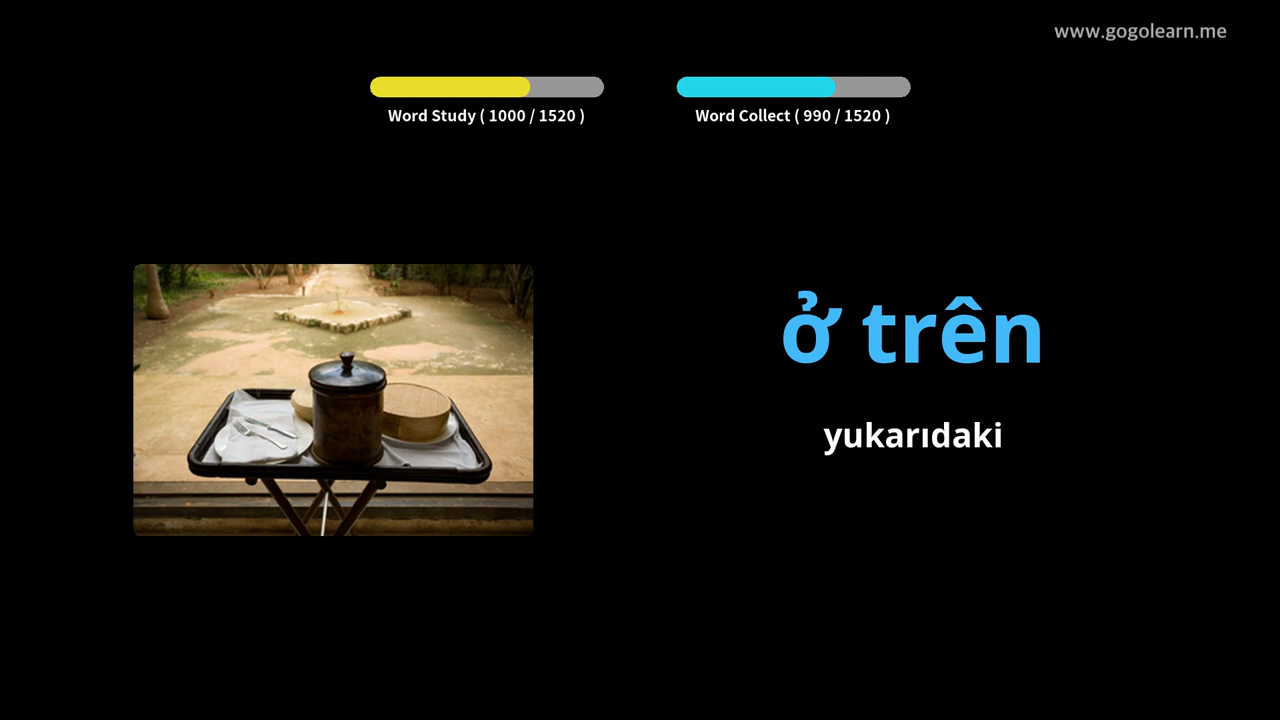 www.gogolearn.me
Word Study ( 1000 / 1520 )
Word Collect ( 990 / 1520 )
ở trên
yukarıdaki